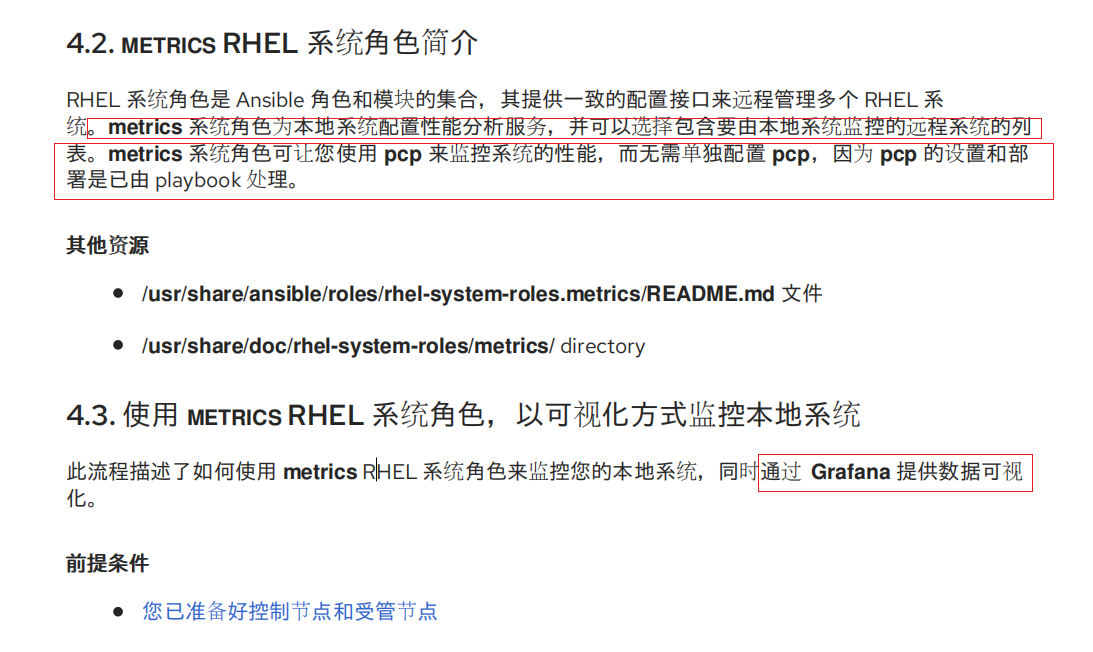 4.2. METRICS RHEL 系统角色简介
RHEL 系统角色是 Ansible 角色和模块的集合，其提供一致的配置接口来远程管理多个 RHEL 系
统。metrics 系统角色为本地系统配置性能分析服务，并可以选择包含要由本地系统监控的远程系统的列
表。metrics 系统角色可让您使用 pcp 来监控系统的性能，而无需单独配置 pcp，因为 pcp 的设置和部
署是已由 playbook 处理。
其他资源
● /usr/share/ansible/roles/rhel-system-roles.metrics/README.md 文件
● /usr/share/doc/rhel-system-roles/metrics/ directory
4.3. 使用 METRICS RHEL 系统角色，以可视化方式监控本地系统
此流程描述了如何使用 metrics RHEL 系统角色来监控您的本地系统，同时通过 Grafana 提供数据可视
化。
前提条件
● 您已准备好控制节点和受管节点